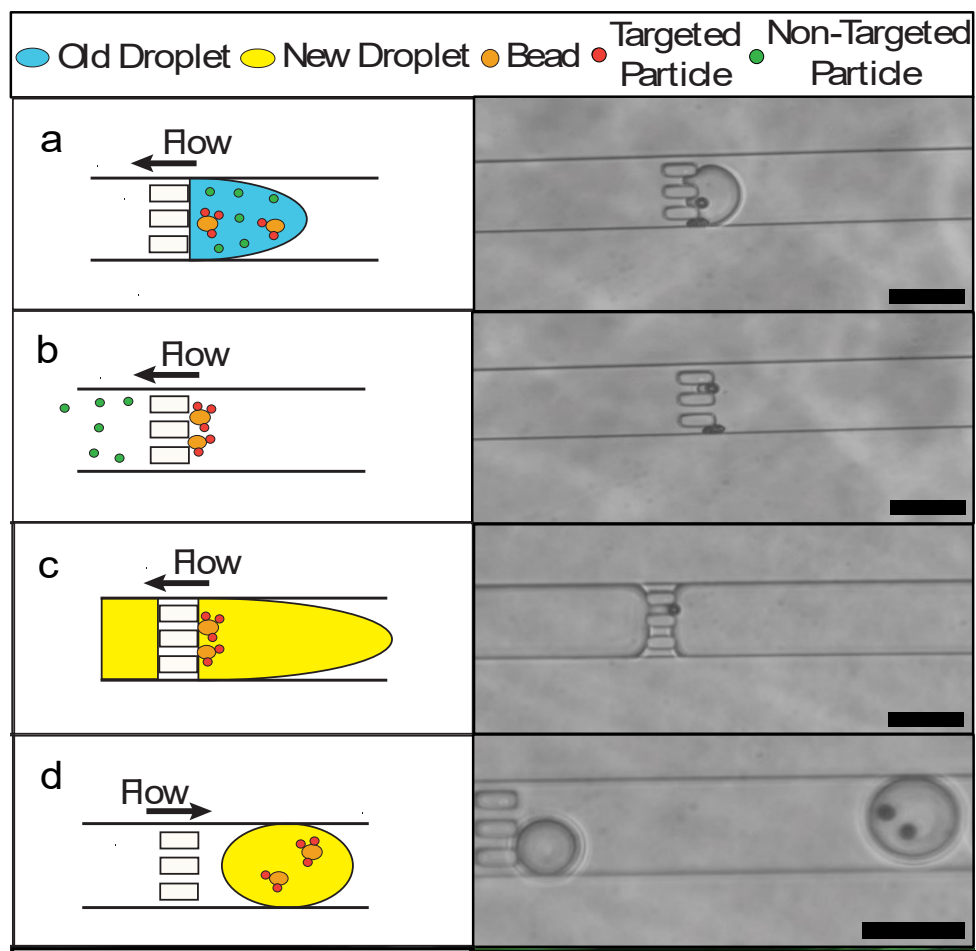 Old Droplet New Droplet Bead Targeted Particle Non-Targeted Particle
a
Flow
b
Flow
c
Flow
d
Flow